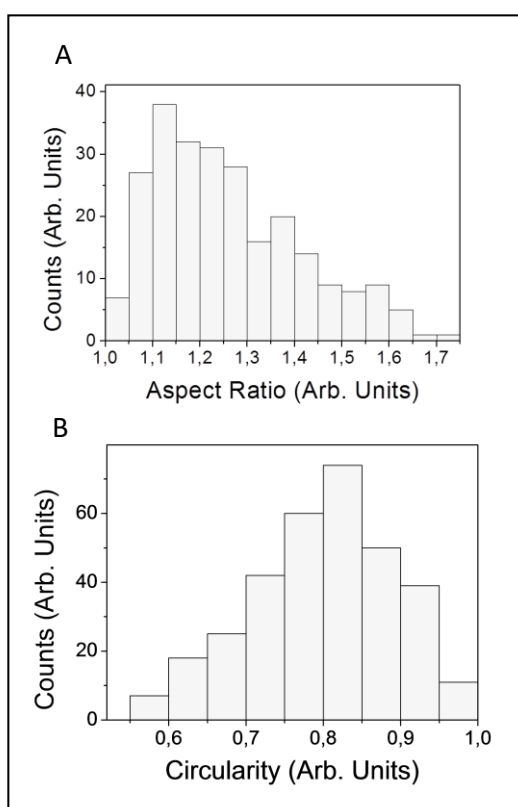 A
Counts (Arb. Units)
40
30
20
10
0
1,0 1,1 1,2 1,3 1,4 1,5 1,6 1,7
Aspect Ratio (Arb. Units)
B
Counts (Arb. Units)
60
40
20
0
0,6 0,7 0,8 0,9 1,0
Circularity (Arb. Units)